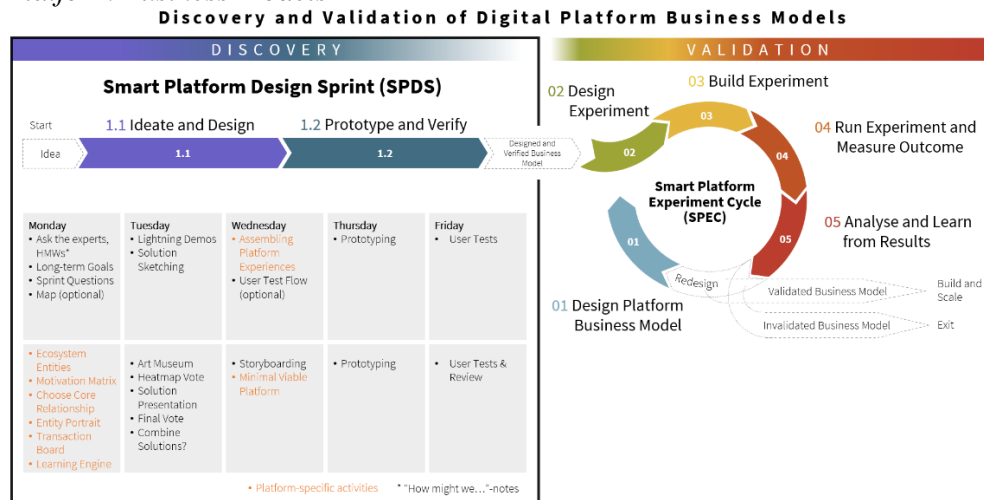 Discovery and Validation of Digital Platform Business Models
DISCOVERY
VALIDATION
Smart Platform Design Sprint (SPDS)
Start
1.1 Ideate and Design
1.2 Prototype and Verify
Idea
1.1
1.2
Designed and
Verified Business
Model
Monday
• Ask the experts,
HMWs*
• Long-term Goals
• Sprint Questions
• Map (optional)
Tuesday
• Lightning Demos
• Solution
Sketching
Wednesday
• Assembling
Platform
Experiences
• User Test Flow
(optional)
Thursday
• Prototyping
Friday
• User Tests
• Ecosystem
Entities
• Motivation Matrix
• Choose Core
Relationship
• Entity Portrait
• Transaction
Board
• Learning Engine
• Art Museum
• Heatmap Vote
• Solution
Presentation
• Final Vote
• Combine
Solutions?
• Storyboarding
• Minimal Viable
Platform
• Prototyping
• User Tests &
Review
• Platform-specific activities
* "How might we…"-notes
02 Design
Experiment
03 Build Experiment
04 Run Experiment and
Measure Outcome
05 Analyse and Learn
from Results
01 Design Platform
Business Model
01
02
03
04
05
Smart Platform
Experiment Cycle
(SPEC)
Redesign
Validated Business Model
Build and
Scale
Invalidated Business Model
Exit